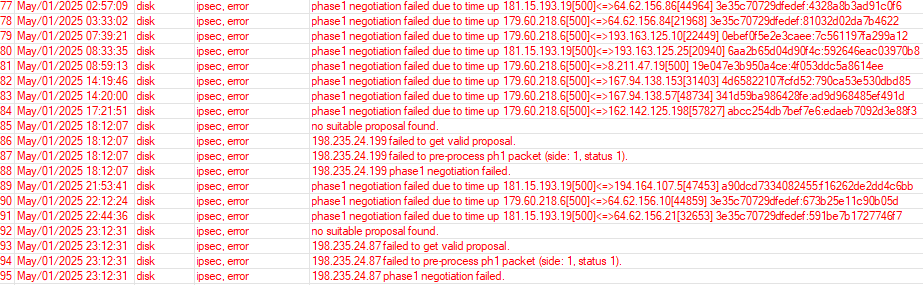 77 May/01/2025 02:57:09 disk ipsec, error phase1 negotiation failed due to time up 181.15.193.19[500]<=>64.62.156.86[44964] 3e35c70729dfedef:4328a8b3ad91c0f6
78 May/01/2025 03:33:02 disk ipsec, error phase1 negotiation failed due to time up 179.60.218.6[500]<=>64.62.156.84[21968] 3e35c70729dfedef:81032d02da7b4622
79 May/01/2025 07:39:21 disk ipsec, error phase1 negotiation failed due to time up 179.60.218.6[500]<=>193.163.125.10[22449] 0ebef0f5e2e3caee:7c561197fa299a12
80 May/01/2025 08:33:35 disk ipsec, error phase1 negotiation failed due to time up 181.15.193.19[500]<=>193.163.125.25[20940] 6aa2b65d04d90f4c:592646eac03970b8
81 May/01/2025 08:59:13 disk ipsec, error phase1 negotiation failed due to time up 179.60.218.6[500]<=>8.211.47.19[500] 19e047e3b950a4ce:4f053ddc5a8614ee
82 May/01/2025 14:19:46 disk ipsec, error phase1 negotiation failed due to time up 179.60.218.6[500]<=>167.94.138.153[31403] 4d65822107fcfd52:790ca53e530dbd85
83 May/01/2025 14:20:00 disk ipsec, error phase1 negotiation failed due to time up 179.60.218.6[500]<=>167.94.138.57[48734] 341d59ba986428fe:ad9d968485ef491d
84 May/01/2025 17:21:51 disk ipsec, error phase1 negotiation failed due to time up 179.60.218.6[500]<=>162.142.125.198[57827] abcc254db7bef7e6:edaeb7092d3e88f3
85 May/01/2025 18:12:07 disk ipsec, error no suitable proposal found.
86 May/01/2025 18:12:07 disk ipsec, error 198.235.24.199 failed to get valid proposal.
87 May/01/2025 18:12:07 disk ipsec, error 198.235.24.199 failed to pre-process ph1 packet (side: 1, status 1).
88 May/01/2025 18:12:07 disk ipsec, error 198.235.24.199 phase1 negotiation failed.
89 May/01/2025 21:53:41 disk ipsec, error phase1 negotiation failed due to time up 181.15.193.19[500]<=>194.164.107.5[47453] a90dcd7334082455:f16262de2dd4c6bb
90 May/01/2025 22:12:24 disk ipsec, error phase1 negotiation failed due to time up 179.60.218.6[500]<=>64.62.156.10[44859] 3e35c70729dfedef:673b25e11c90b05d
91 May/01/2025 22:44:36 disk ipsec, error phase1 negotiation failed due to time up 181.15.193.19[500]<=>64.62.156.21[32653] 3e35c70729dfedef:591be7b1727746f7
92 May/01/2025 23:12:31 disk ipsec, error no suitable proposal found.
93 May/01/2025 23:12:31 disk ipsec, error 198.235.24.87 failed to get valid proposal.
94 May/01/2025 23:12:31 disk ipsec, error 198.235.24.87 failed to pre-process ph1 packet (side: 1, status 1).
95 May/01/2025 23:12:31 disk ipsec, error 198.235.24.87 phase1 negotiation failed.